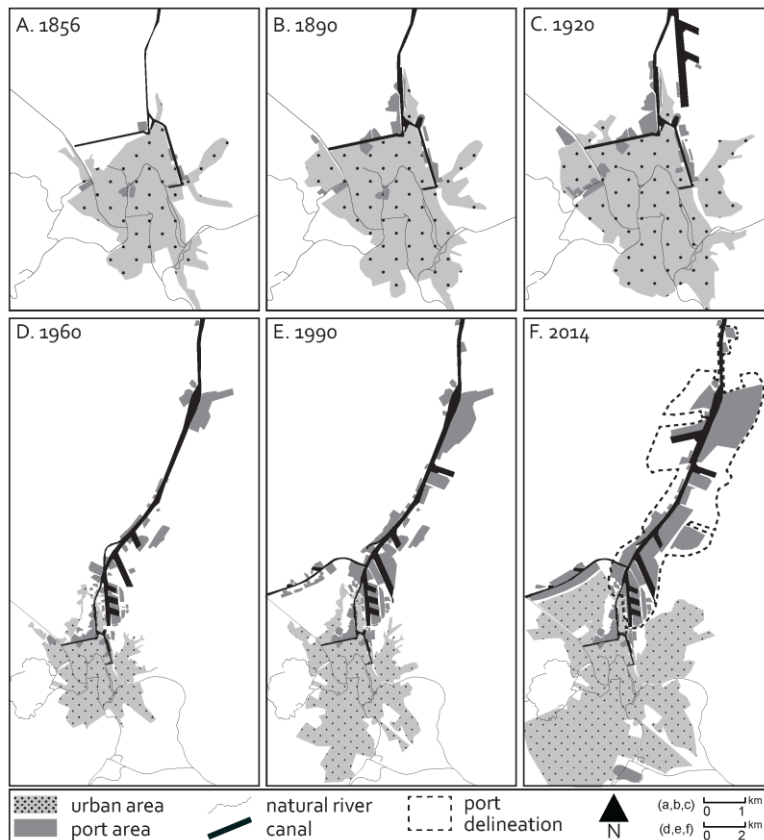 A. 1856
B. 1890
C. 1920
D. 1960
E. 1990
F. 2014
urban area
port area
natural river
canal
port
delineation
N
(a,b,c) 0 1 km
(d,e,f) 0 2 km